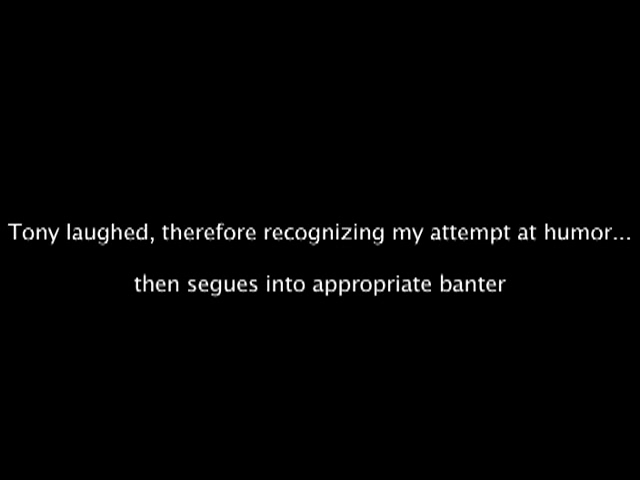 Tony laughed, therefore recognizing my attempt at humor...
then segues into appropriate banter